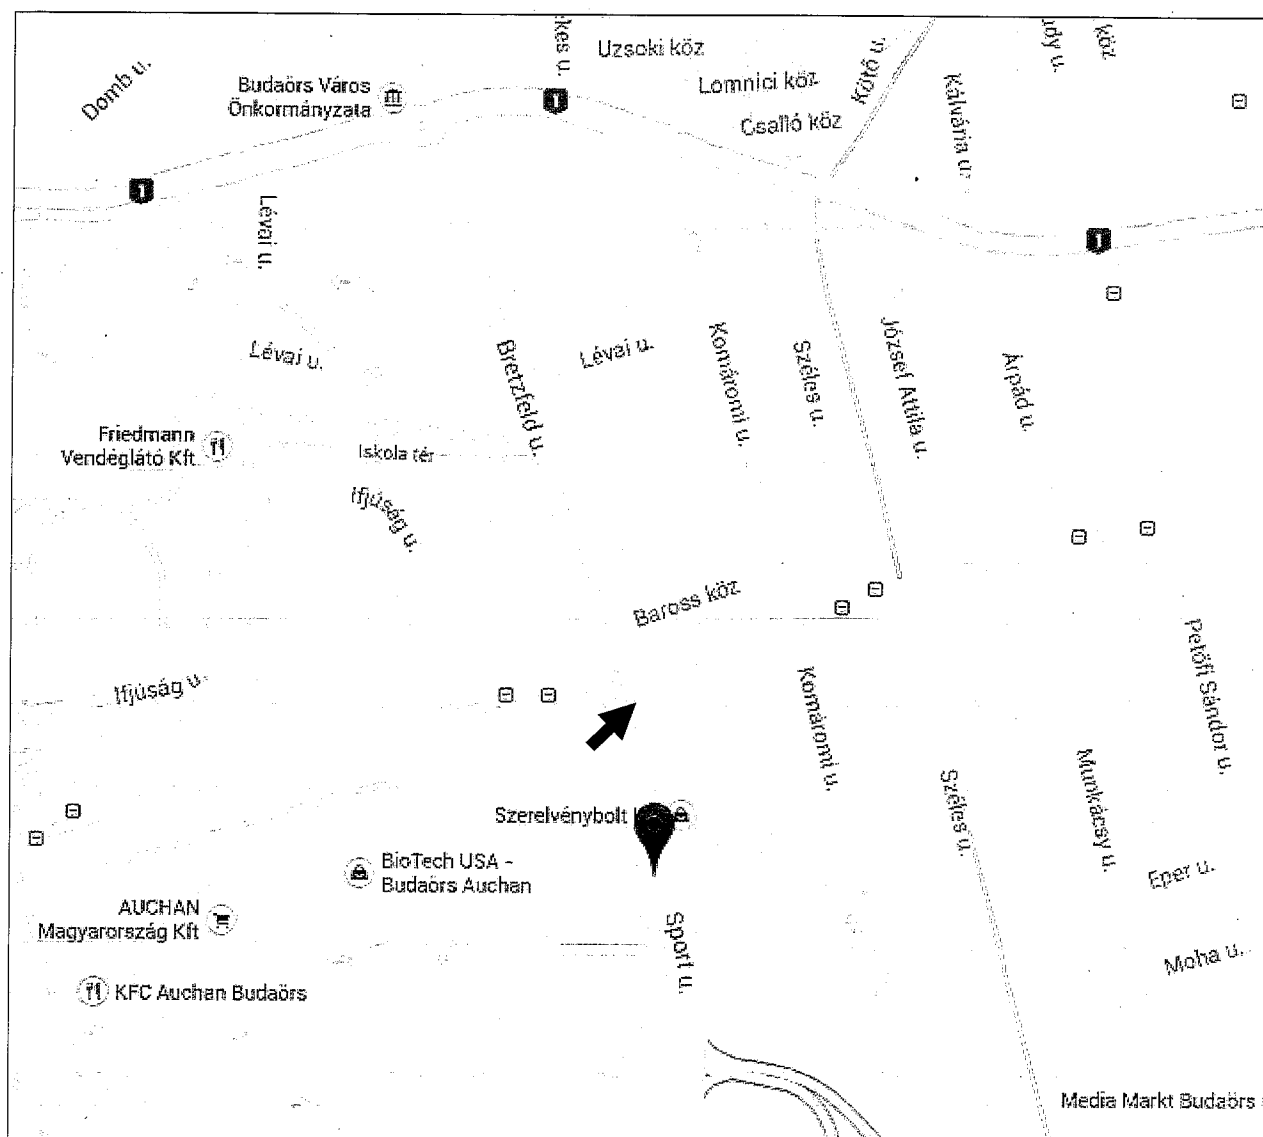 Uzsoki köz
Domb u.
Budaörs Város
Önkormányzata
Lomnici köz
Csalló köz
Kötő u.
Kálvária u.
köz
1
1
1
Lévai u.
Lévai u.
Bretzfeld u.
Lévai u.
Komáromi u.
Széles u.
József Attila u.
Árpád u.
Friedmann
Vendéglátó Kft.
Iskola tér
Ifjúság u.
Baross köz
Ifjúság u.
Komáromi u.
Petőfi Sándor u.
Széles u.
Munkácsy u.
Szerelvénybolt
BioTech USA -
Budaörs Auchan
Eper u.
AUCHAN
Magyarország Kft
Sport u.
Moha u.
KFC Auchan Budaörs
Media Markt Budaörs